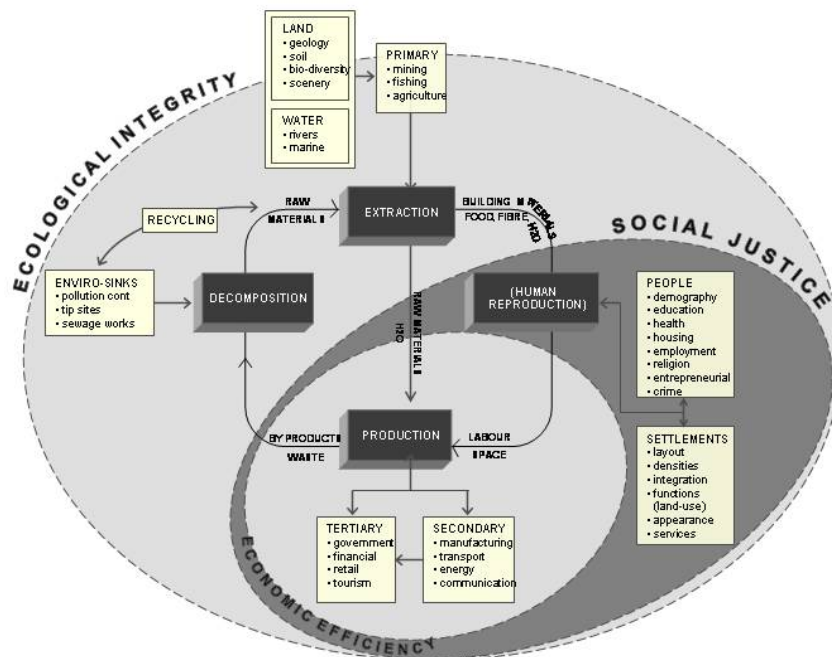 LAND
• geology
• soil
• bio-diversity
• scenery
WATER
• rivers
• marine
PRIMARY
• mining
• fishing
• agriculture
ECOLOGICAL INTEGRITY
SOCIAL JUSTICE
ECONOMIC EFFICIENCY
RECYCLING
RAW
EXTRACTION
BUILDING MATERIALS
FOOD, FIBRE, H2O
ENVIRO-SINKS
• pollution cont
• tip sites
• sewage works
DECOMPOSITION
RAW MATERIALS
H2O
(HUMAN
REPRODUCTION)
PEOPLE
• demography
• education
• health
• housing
• employment
• religion
• entrepreneurial
• crime
BY PRODUCT
WASTE
PRODUCTION
LABOUR
SPACE
SETTLEMENTS
• layout
• densities
• integration
• functions
(land-use)
• appearance
• services
TERTIARY
• government
• financial
• retail
• tourism
SECONDARY
• manufacturing
• transport
• energy
• communication